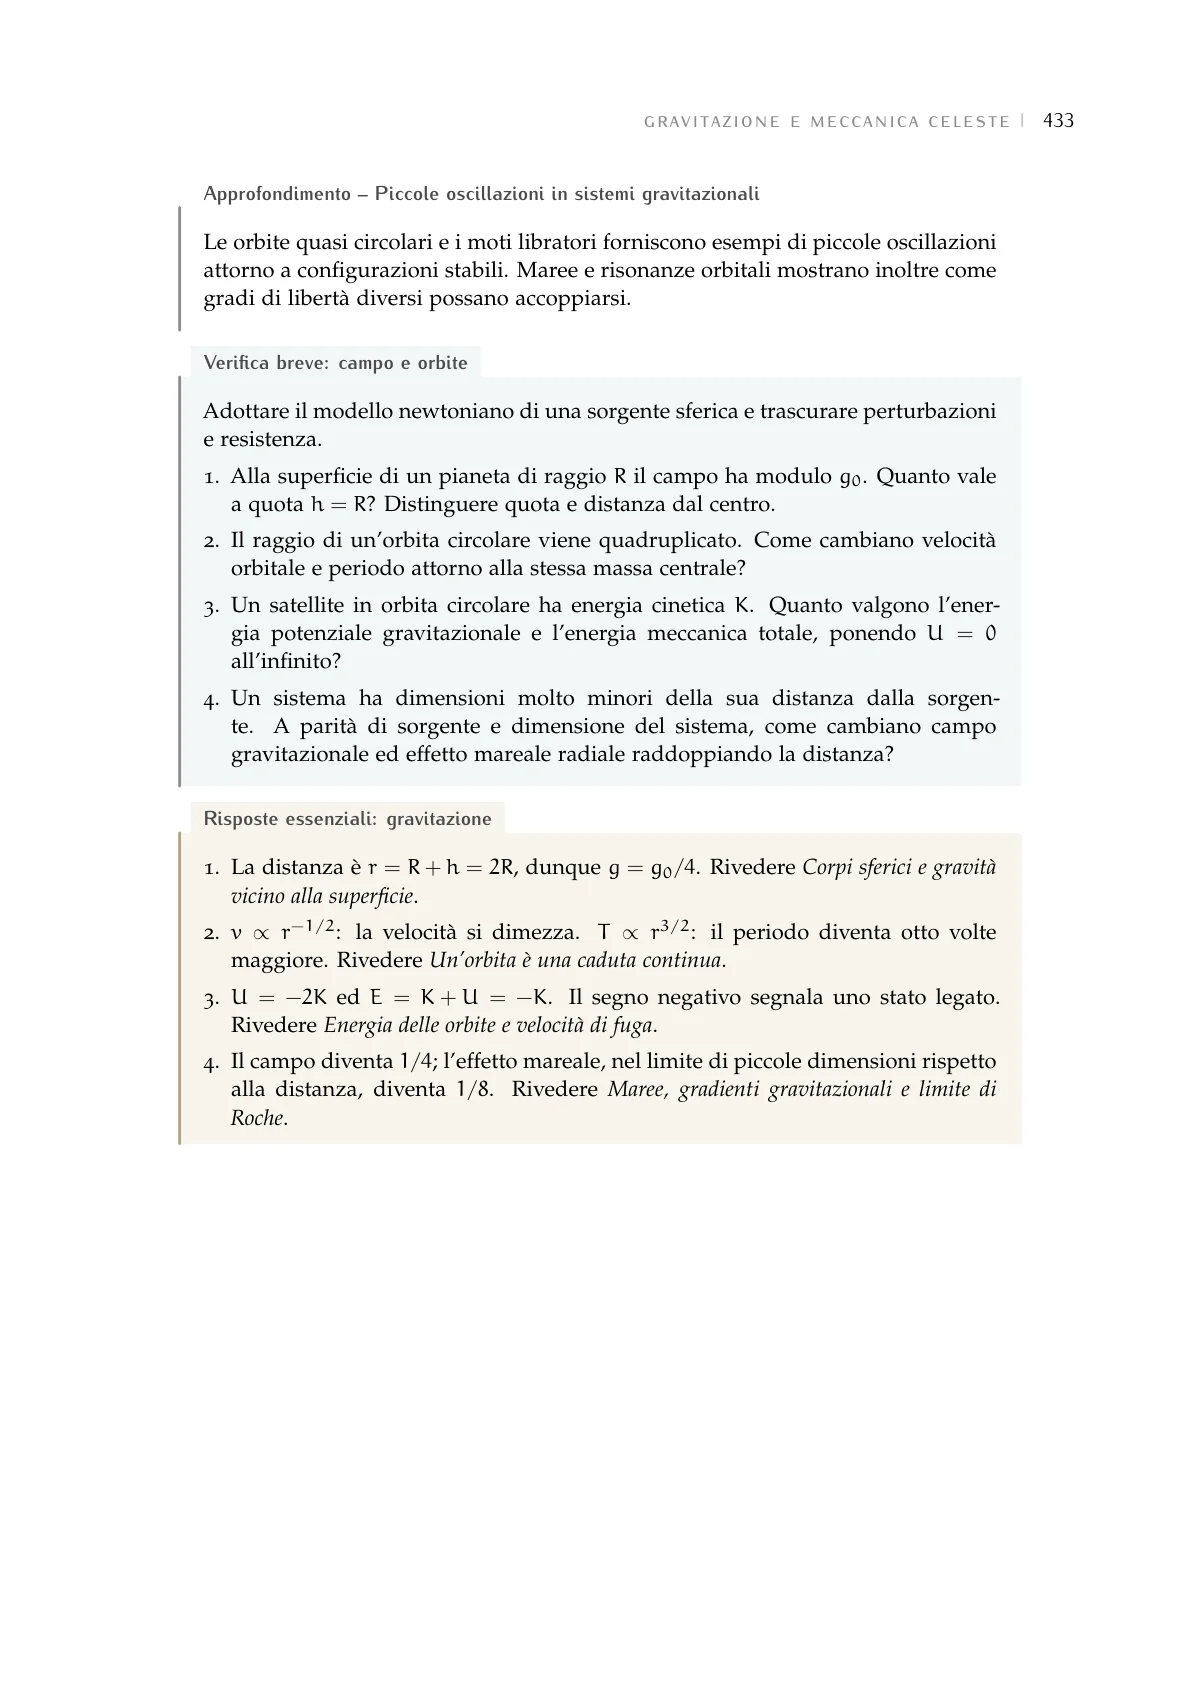 GRAVITAZIONE E MECCANICA CELESTE | 433
Approfondimento – Piccole oscillazioni in sistemi gravitazionali
Le orbite quasi circolari e i moti libratori forniscono esempi di piccole oscillazioni
attorno a configurazioni stabili. Maree e risonanze orbitali mostrano inoltre come
gradi di libertà diversi possano accoppiarsi.
Verifica breve: campo e orbite
Adottare il modello newtoniano di una sorgente sferica e trascurare perturbazioni
e resistenza.
1. Alla superficie di un pianeta di raggio R il campo ha modulo g₀. Quanto vale
a quota h = R? Distinguere quota e distanza dal centro.
2. Il raggio di un'orbita circolare viene quadruplicato. Come cambiano velocità
orbitale e periodo attorno alla stessa massa centrale?
3. Un satellite in orbita circolare ha energia cinetica K. Quanto valgono l'ener-
gia potenziale gravitazionale e l'energia meccanica totale, ponendo U = 0
all'infinito?
4. Un sistema ha dimensioni molto minori della sua distanza dalla sorgen-
te. A parità di sorgente e dimensione del sistema, come cambiano campo
gravitazionale ed effetto mareale radiale raddoppiando la distanza?
Risposte essenziali: gravitazione
1. La distanza è r = R + h = 2R, dunque g = g₀/4. Rivedere Corpi sferici e gravità
vicino alla superficie.
2. v ∝ r⁻¹/²: la velocità si dimezza. T ∝ r³/²: il periodo diventa otto volte
maggiore. Rivedere Un'orbita è una caduta continua.
3. U = −2K ed E = K + U = −K. Il segno negativo segnala uno stato legato.
Rivedere Energia delle orbite e velocità di fuga.
4. Il campo diventa 1/4; l'effetto mareale, nel limite di piccole dimensioni rispetto
alla distanza, diventa 1/8. Rivedere Maree, gradienti gravitazionali e limite di
Roche.